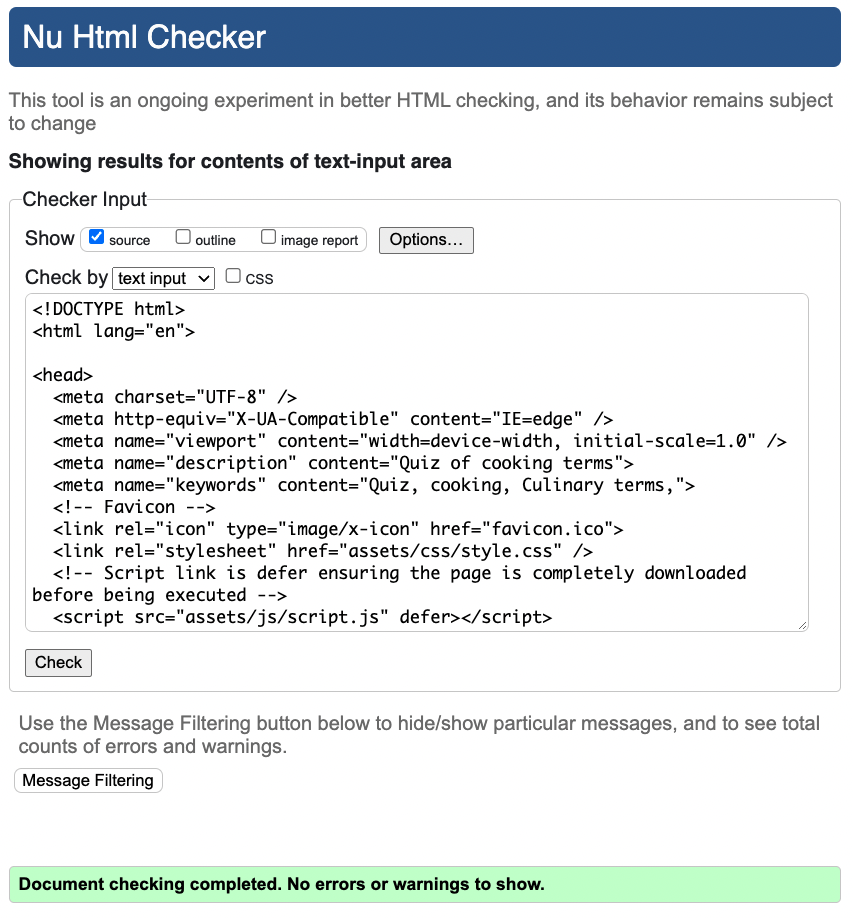 Nu Html Checker
This tool is an ongoing experiment in better HTML checking, and its behavior remains subject
to change
Showing results for contents of text-input area
Checker Input
Show source outline image report Options...
Check by text input CSS
<!DOCTYPE html>
<html lang="en">
<head>
  <meta charset="UTF-8" />
  <meta http-equiv="X-UA-Compatible" content="IE=edge" />
  <meta name="viewport" content="width=device-width, initial-scale=1.0" />
  <meta name="description" content="Quiz of cooking terms">
  <meta name="keywords" content="Quiz, cooking, Culinary terms,">
  <!-- Favicon -->
  <link rel="icon" type="image/x-icon" href="favicon.ico">
  <link rel="stylesheet" href="assets/css/style.css" />
  <!-- Script link is defer ensuring the page is completely downloaded
before being executed -->
  <script src="assets/js/script.js" defer></script>
Check
Use the Message Filtering button below to hide/show particular messages, and to see total
counts of errors and warnings.
Message Filtering
Document checking completed. No errors or warnings to show.